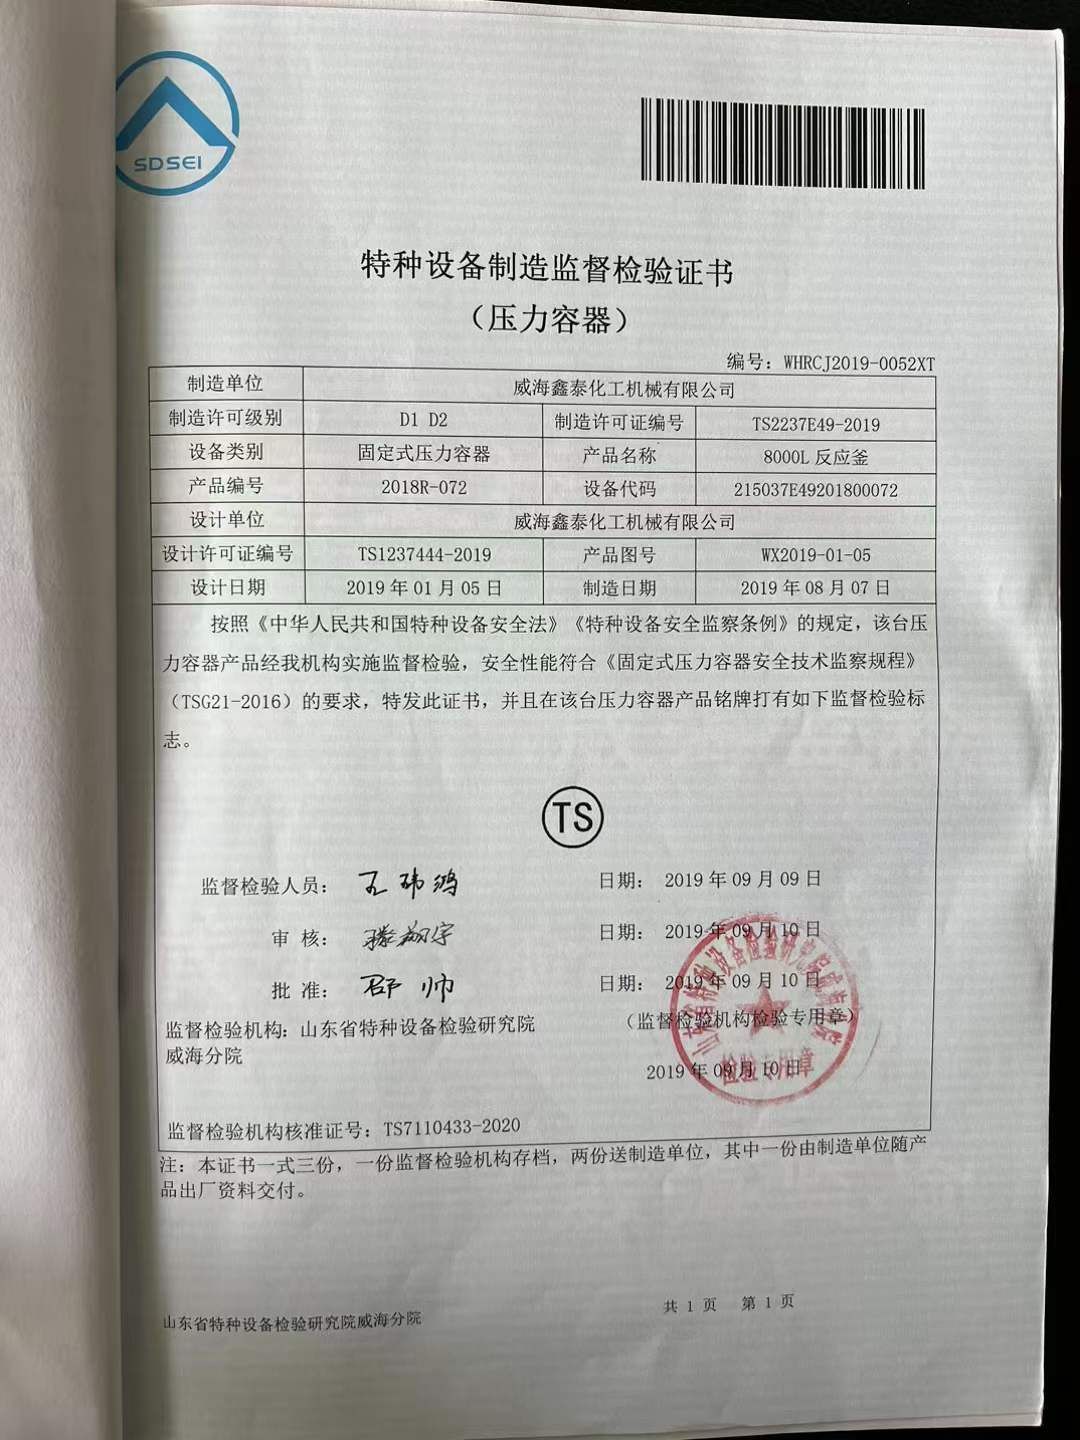 SDSEI
特种设备制造监督检验证书
（压力容器）
编号：WHRCJ2019-0052XT
制造单位 威海鑫泰化工机械有限公司
制造许可级别 D1 D2 制造许可证编号 TS2237E49-2019
设备类别 固定式压力容器 产品名称 8000L 反应釜
产品编号 2018R-072 设备代码 215037E49201800072
设计单位 威海鑫泰化工机械有限公司
设计许可证编号 TS1237444-2019 产品图号 WX2019-01-05
设计日期 2019 年 01 月 05 日 制造日期 2019 年 08 月 07 日
按照《中华人民共和国特种设备安全法》《特种设备安全监察条例》的规定，该台压
力容器产品经我机构实施监督检验，安全性能符合《固定式压力容器安全技术监察规程》
（TSG21-2016）的要求，特发此证书，并且在该台压力容器产品铭牌打有如下监督检验标
志。
TS
监督检验人员： 王玮鸿 日期： 2019 年 09 月 09 日
审 核： 滕翔宇 日期： 2019 年 09 月 10 日
批 准： 邵帅 日期： 2019 年 09 月 10 日
监督检验机构：山东省特种设备检验研究院
威海分院
（监督检验机构检验专用章）
2019 年 09 月 10 日
检验专用章
监督检验机构核准证号：TS7110433-2020
注：本证书一式三份，一份监督检验机构存档，两份送制造单位，其中一份由制造单位随产
品出厂资料交付。
山东省特种设备检验研究院威海分院
共 1 页 第 1 页